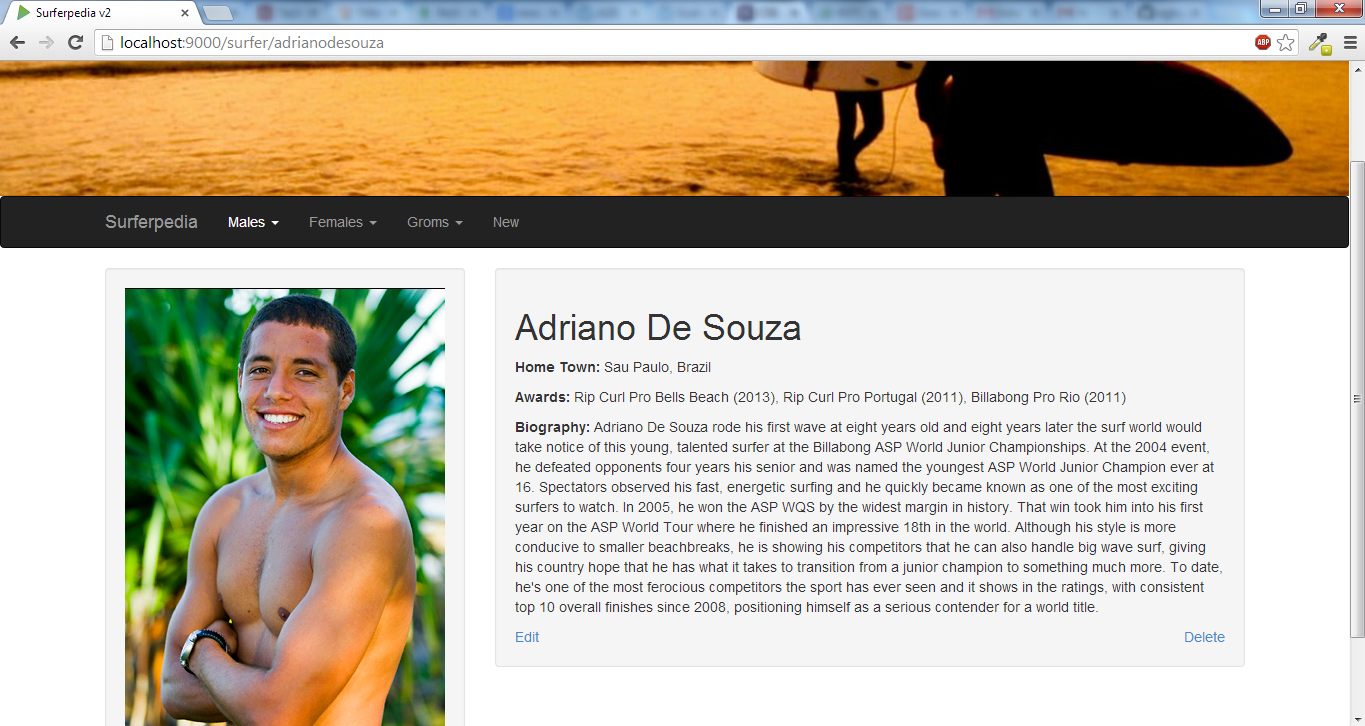 Surferpedia v2
localhost:9000/surfer/adrianodesouza
ABP
Surferpedia Males Females Groms New
Adriano De Souza
Home Town: Sau Paulo, Brazil
Awards: Rip Curl Pro Bells Beach (2013), Rip Curl Pro Portugal (2011), Billabong Pro Rio (2011)
Biography: Adriano De Souza rode his first wave at eight years old and eight years later the surf world would
take notice of this young, talented surfer at the Billabong ASP World Junior Championships. At the 2004 event,
he defeated opponents four years his senior and was named the youngest ASP World Junior Champion ever at
16. Spectators observed his fast, energetic surfing and he quickly became known as one of the most exciting
surfers to watch. In 2005, he won the ASP WQS by the widest margin in history. That win took him into his first
year on the ASP World Tour where he finished an impressive 18th in the world. Although his style is more
conducive to smaller beachbreaks, he is showing his competitors that he can also handle big wave surf, giving
his country hope that he has what it takes to transition from a junior champion to something much more. To date,
he's one of the most ferocious competitors the sport has ever seen and it shows in the ratings, with consistent
top 10 overall finishes since 2008, positioning himself as a serious contender for a world title.
Edit Delete